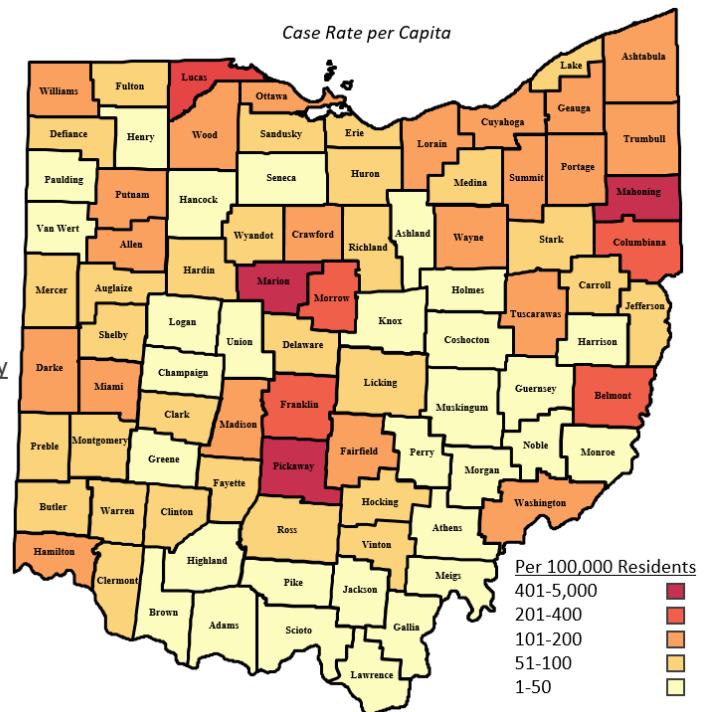 Case Rate per Capita
Williams
Fulton
Lucas
Ottawa
Lake
Ashtabula
Geauga
Cuyahoga
Defiance
Henry
Wood
Sandusky
Erie
Lorain
Trumbull
Paulding
Putnam
Hancock
Seneca
Huron
Medina
Summit
Portage
Mahoning
Van Wert
Allen
Wyandot
Crawford
Richland
Ashland
Wayne
Stark
Columbiana
Mercer
Auglaize
Hardin
Marion
Morrow
Holmes
Tuscarawas
Carroll
Jefferson
Shelby
Logan
Union
Delaware
Knox
Coshocton
Harrison
y
Darke
Miami
Champaign
Clark
Madison
Franklin
Licking
Muskingum
Guernsey
Belmont
Preble
Montgomery
Greene
Fayette
Pickaway
Fairfield
Perry
Morgan
Noble
Monroe
Butler
Warren
Clinton
Ross
Hocking
Vinton
Athens
Washington
Hamilton
Clermont
Highland
Pike
Jackson
Meigs
Brown
Adams
Scioto
Gallia
Lawrence
Per 100,000 Residents
401-5,000
201-400
101-200
51-100
1-50